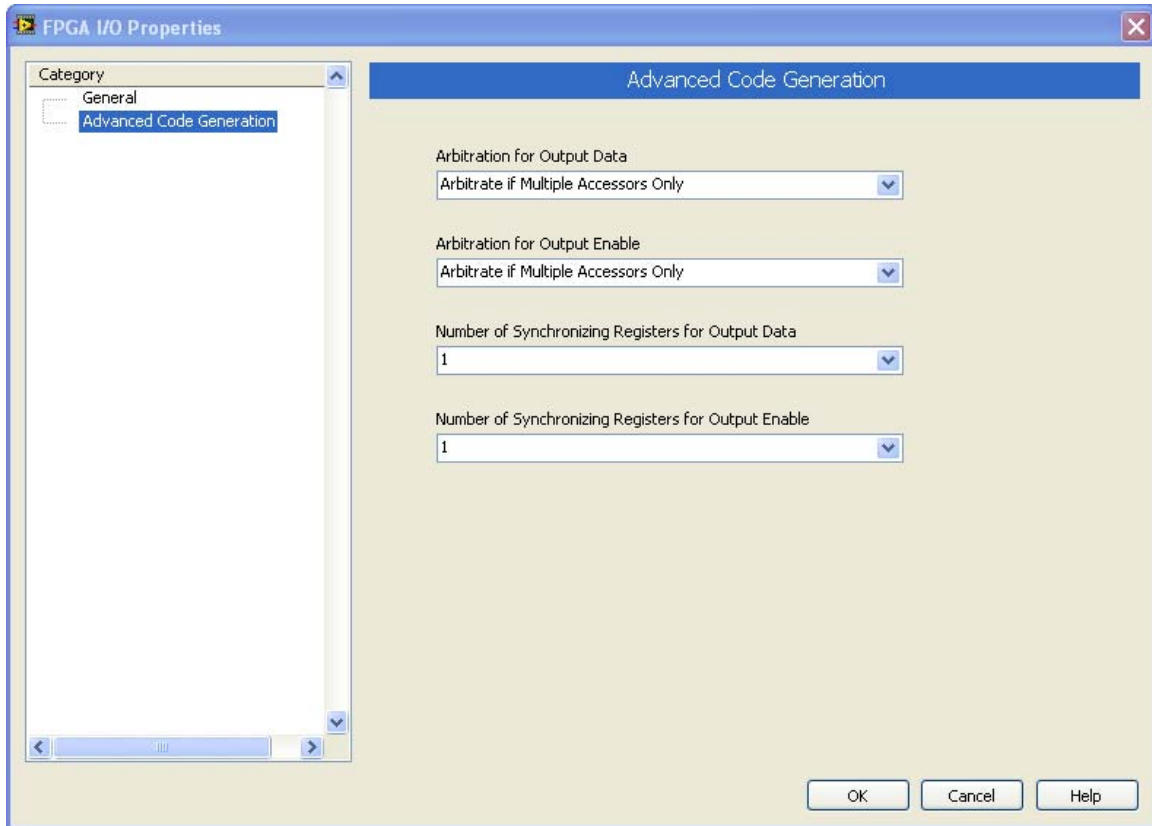 FPGA I/O Properties
Category
General
Advanced Code Generation
Advanced Code Generation
Arbitration for Output Data
Arbitrate if Multiple Accessors Only
Arbitration for Output Enable
Arbitrate if Multiple Accessors Only
Number of Synchronizing Registers for Output Data
1
Number of Synchronizing Registers for Output Enable
1
OK Cancel Help